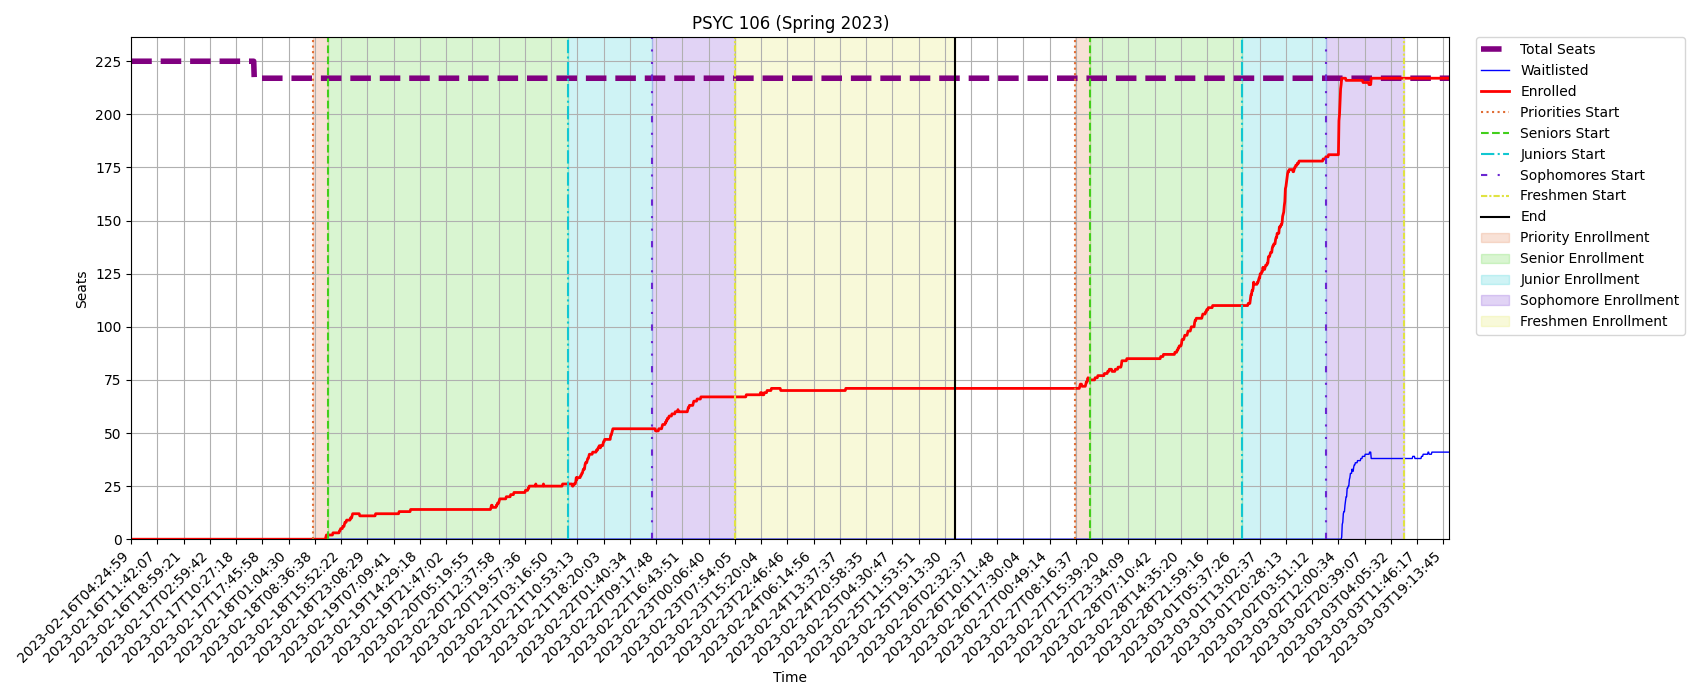 PSYC 106 (Spring 2023)
Seats
225
200
175
150
125
100
75
50
25
0
2023-02-16T04:24:59
2023-02-16T11:42:07
2023-02-16T18:59:21
2023-02-17T02:59:42
2023-02-17T10:27:18
2023-02-17T17:45:58
2023-02-18T01:04:30
2023-02-18T08:36:38
2023-02-18T15:52:22
2023-02-18T23:08:29
2023-02-19T07:09:41
2023-02-19T14:29:18
2023-02-19T21:47:02
2023-02-20T05:19:55
2023-02-20T12:37:58
2023-02-20T19:57:36
2023-02-21T03:16:50
2023-02-21T10:53:13
2023-02-21T18:20:03
2023-02-22T01:40:34
2023-02-22T09:17:48
2023-02-22T16:43:51
2023-02-23T00:06:40
2023-02-23T07:54:05
2023-02-23T15:20:04
2023-02-23T22:46:46
2023-02-24T06:14:56
2023-02-24T13:37:37
2023-02-24T20:58:35
2023-02-25T04:30:47
2023-02-25T11:53:51
2023-02-25T19:13:30
2023-02-26T02:32:37
2023-02-26T10:11:48
2023-02-26T17:30:04
2023-02-27T00:49:14
2023-02-27T08:16:37
2023-02-27T15:39:20
2023-02-27T23:34:09
2023-02-28T07:10:42
2023-02-28T14:35:20
2023-02-28T21:59:16
2023-03-01T05:37:26
2023-03-01T13:02:37
2023-03-01T20:28:13
2023-03-02T03:51:12
2023-03-02T12:00:34
2023-03-02T20:39:07
2023-03-03T04:05:32
2023-03-03T11:46:17
2023-03-03T19:13:45
Time
Total Seats
Waitlisted
Enrolled
Priorities Start
Seniors Start
Juniors Start
Sophomores Start
Freshmen Start
End
Priority Enrollment
Senior Enrollment
Junior Enrollment
Sophomore Enrollment
Freshmen Enrollment